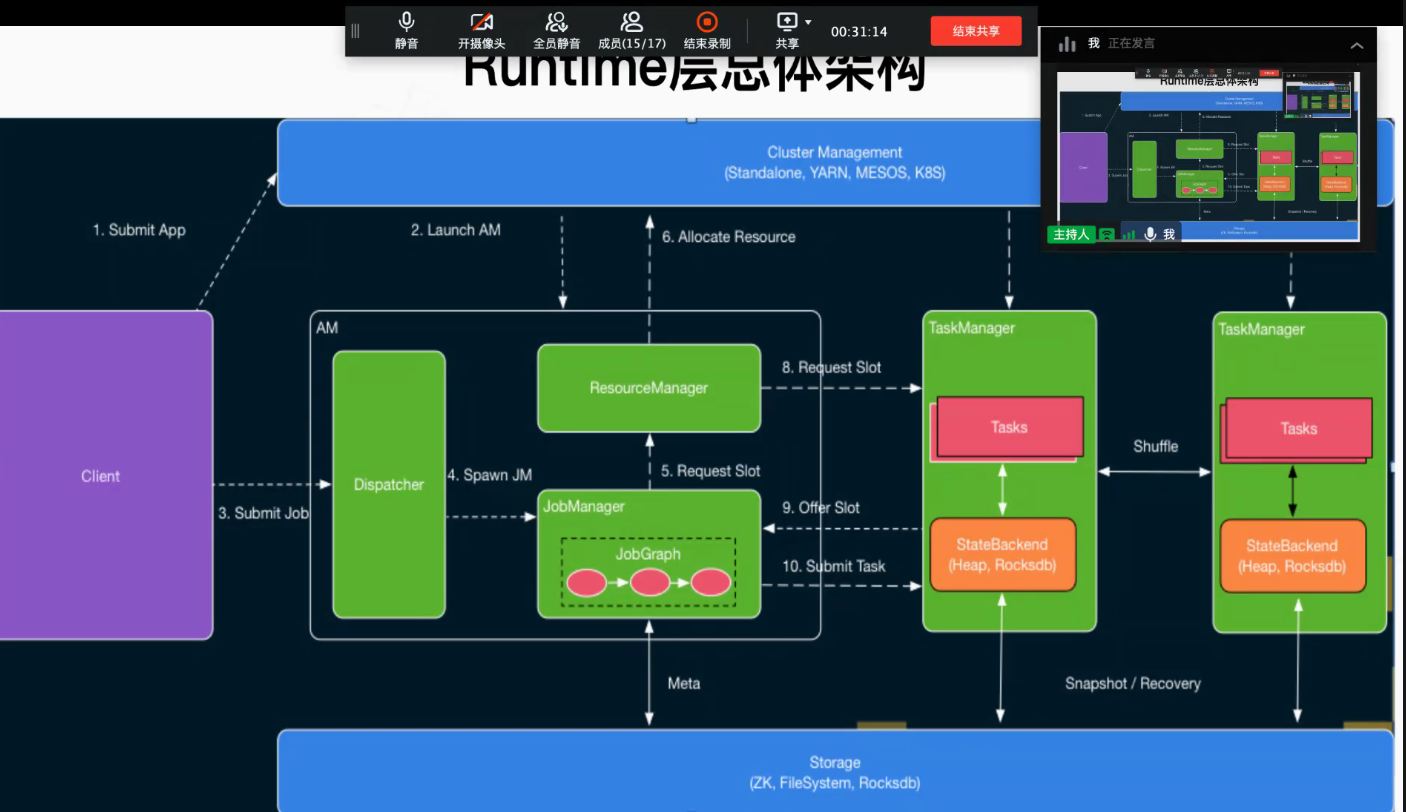 静音
开摄像头
全员静音
成员(15/17)
结束录制
共享
00:31:14
结束共享
我 正在发言
Runtime层总体架构
主持人
我
Cluster Management
(Standalone, YARN, MESOS, K8S)
1. Submit App
2. Launch AM
6. Allocate Resource
AM
TaskManager
TaskManager
ResourceManager
8. Request Slot
Tasks
Tasks
Client
Dispatcher
4. Spawn JM
5. Request Slot
Shuffle
3. Submit Job
JobManager
9. Offer Slot
JobGraph
10. Submit Task
StateBackend
(Heap, Rocksdb)
StateBackend
(Heap, Rocksdb)
Meta
Snapshot / Recovery
Storage
(ZK, FileSystem, Rocksdb)